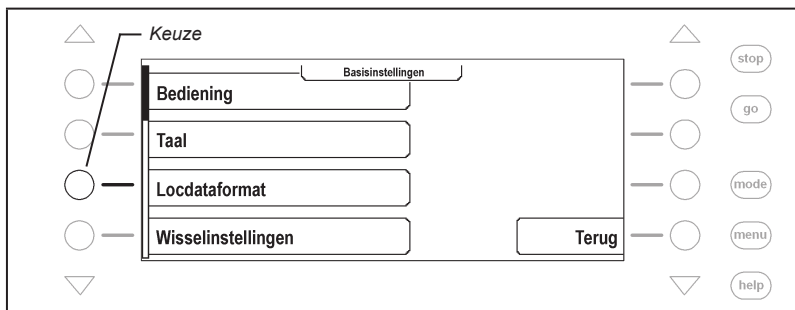 Keuze
stop
Basisinstellingen
Bediening
go
Taal
Locdataformat
mode
Wisselinstellingen
Terug
menu
help